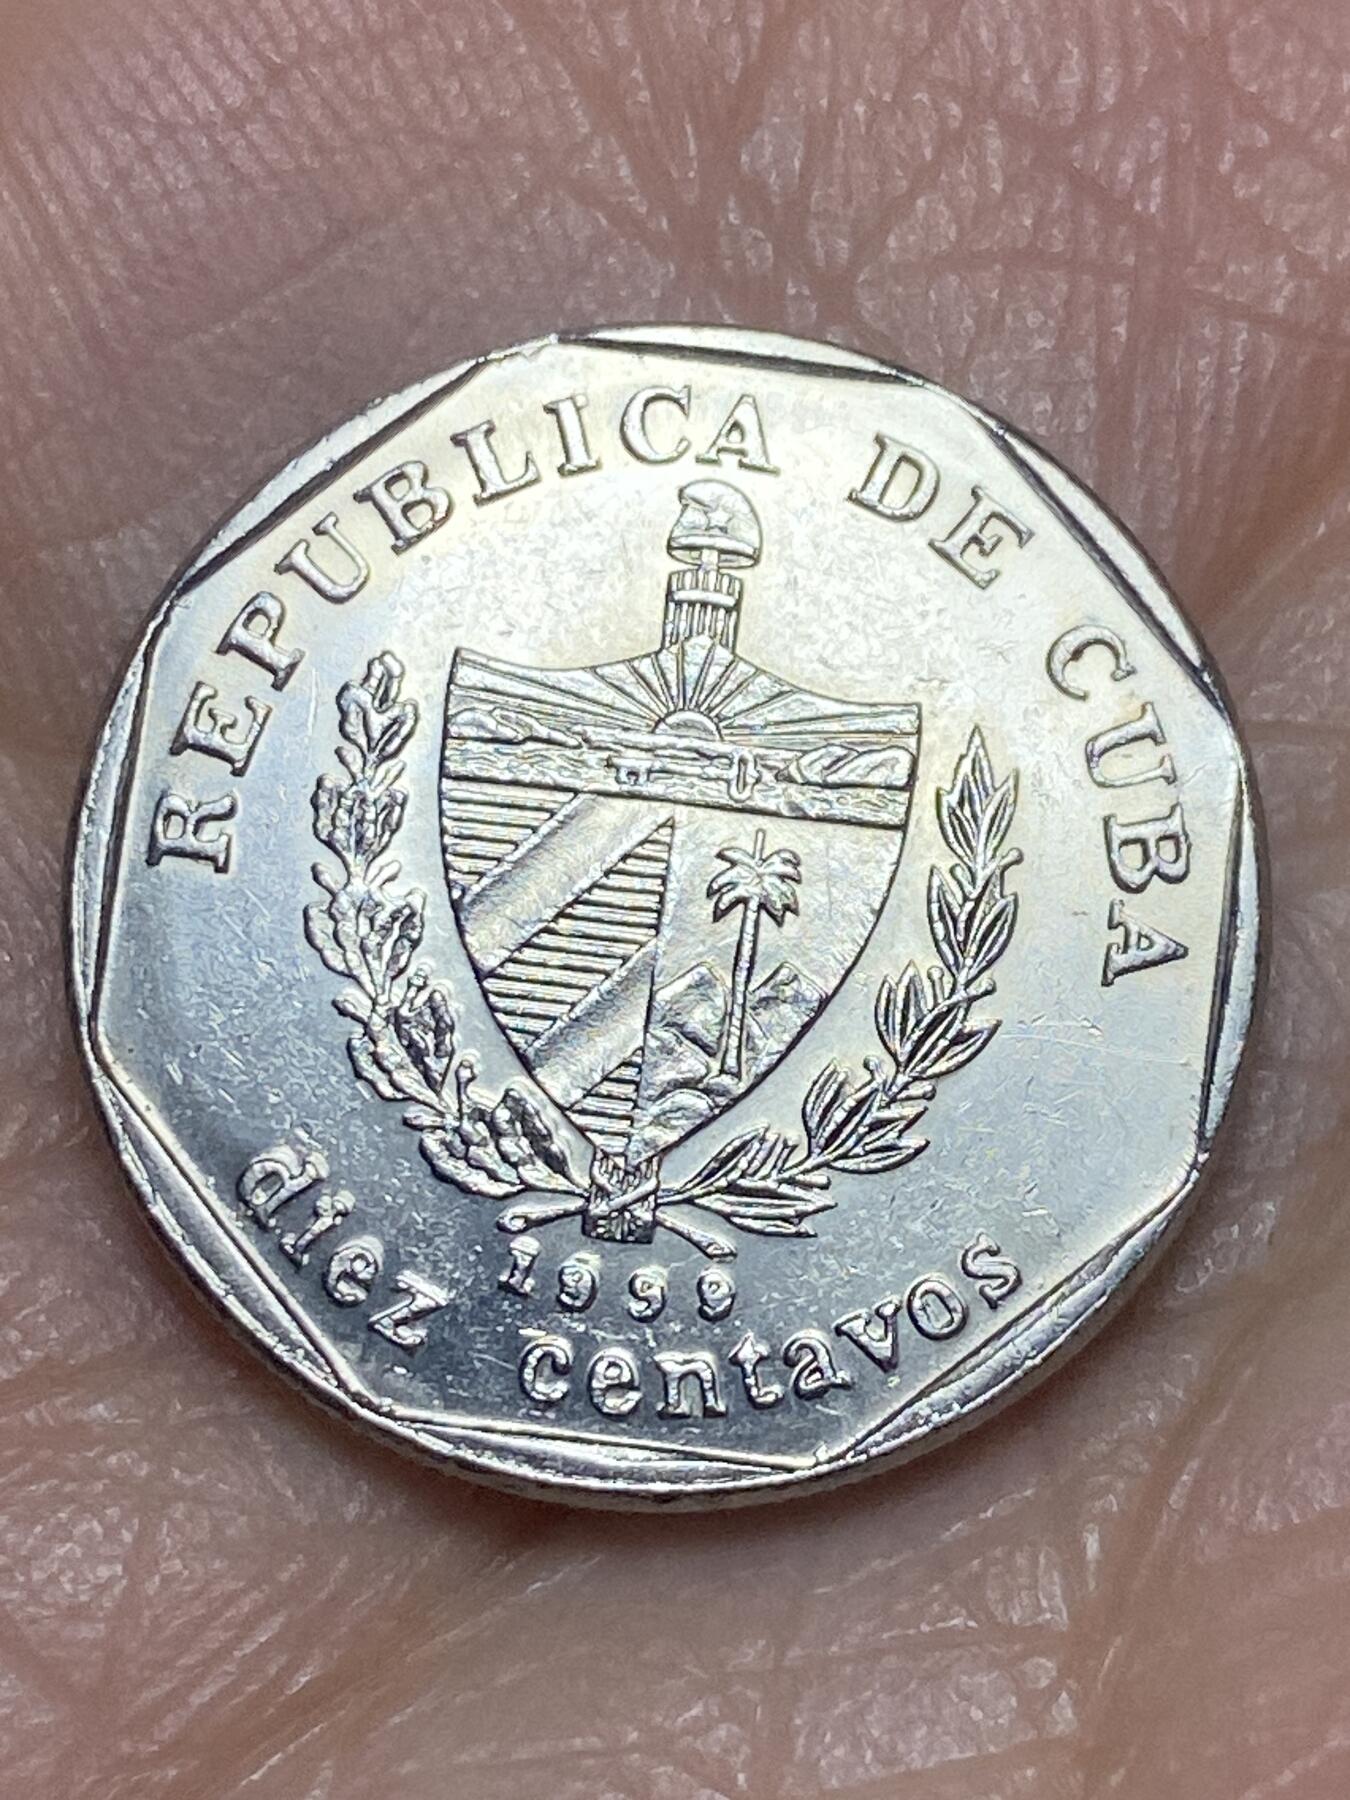 REPUBLICA DE CUBA
1999
diez centavos